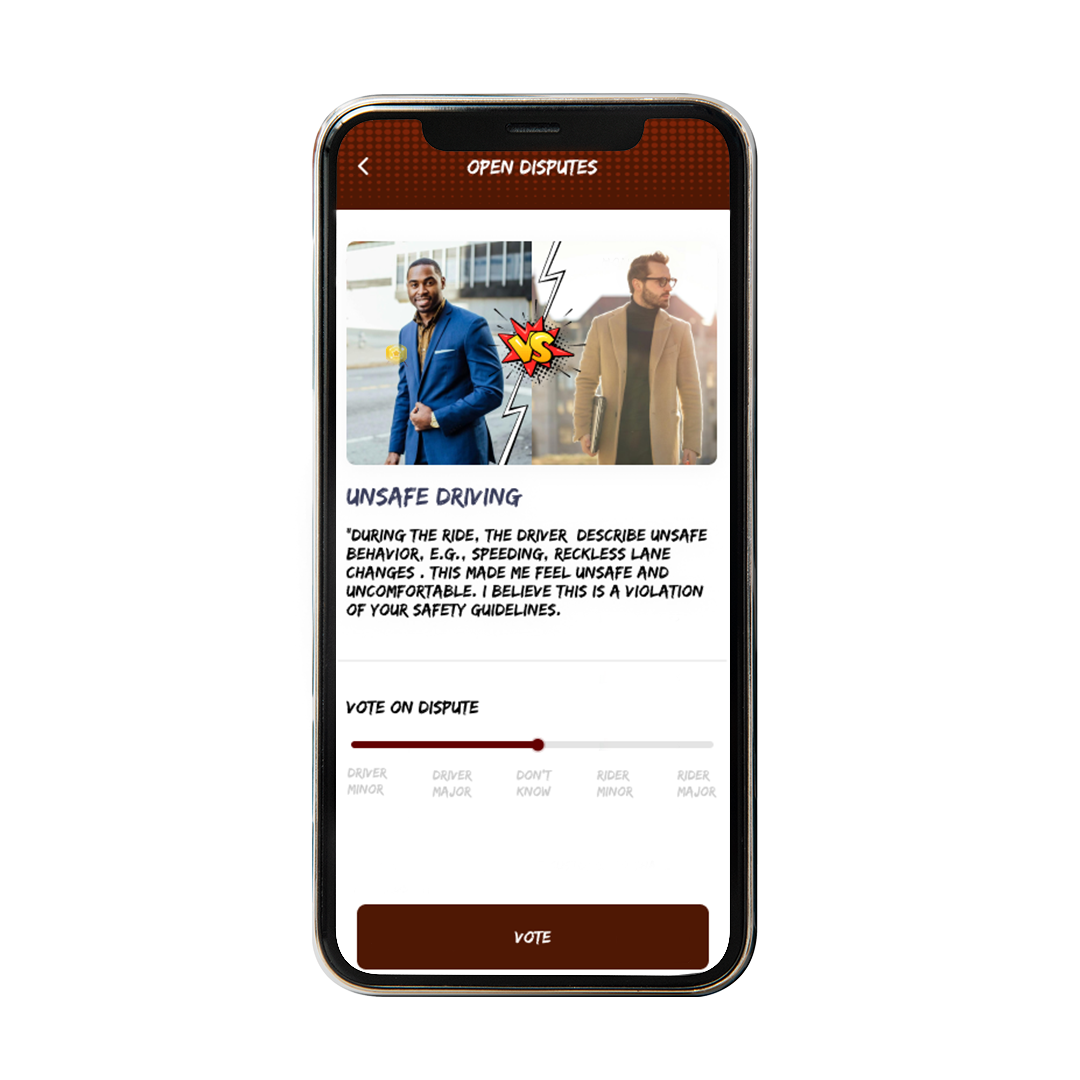 OPEN DISPUTES
VS
UNSAFE DRIVING
"DURING THE RIDE, THE DRIVER DESCRIBE UNSAFE
BEHAVIOR, E.G., SPEEDING, RECKLESS LANE
CHANGES . THIS MADE ME FEEL UNSAFE AND
UNCOMFORTABLE. I BELIEVE THIS IS A VIOLATION
OF YOUR SAFETY GUIDELINES.
VOTE ON DISPUTE
DRIVER
MINOR
DRIVER
MAJOR
DON'T
KNOW
RIDER
MINOR
RIDER
MAJOR
VOTE